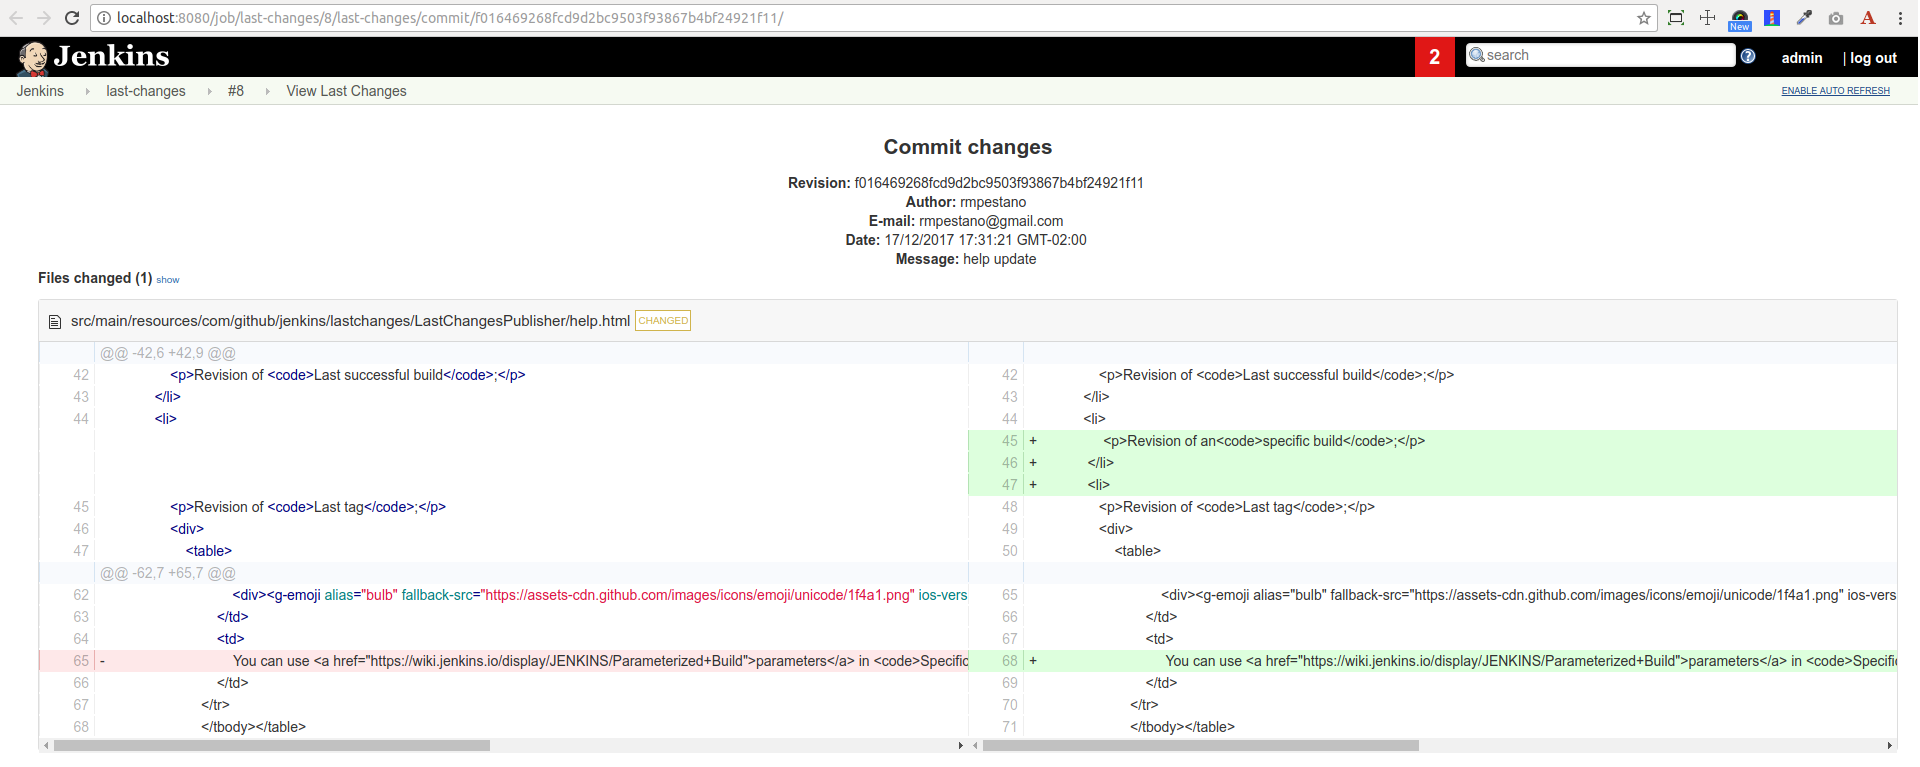 localhost:8080/job/last-changes/8/last-changes/commit/f016469268fcd9d2bc9503f93867b4bf24921f11/
New
A
Jenkins
2
search
?
admin
| log out
Jenkins
last-changes
#8
View Last Changes
ENABLE AUTO REFRESH
Commit changes
Revision: f016469268fcd9d2bc9503f93867b4bf24921f11
Author: rmpestano
E-mail: rmpestano@gmail.com
Date: 17/12/2017 17:31:21 GMT-02:00
Message: help update
Files changed (1) show
src/main/resources/com/github/jenkins/lastchanges/LastChangesPublisher/help.html CHANGED
@@ -42,6 +42,9 @@
42 <p>Revision of <code>Last successful build</code>;</p>
43 </li>
44 <li>
45 <p>Revision of <code>Last tag</code>;</p>
46 <div>
47 <table>
@@ -62,7 +65,7 @@
62 <div><g-emoji alias="bulb" fallback-src="https://assets-cdn.github.com/images/icons/emoji/unicode/1f4a1.png" ios-vers
63 </td>
64 <td>
65 - You can use <a href="https://wiki.jenkins.io/display/JENKINS/Parameterized+Build">parameters</a> in <code>Specific
66 </td>
67 </tr>
68 </tbody></table>
42 <p>Revision of <code>Last successful build</code>;</p>
43 </li>
44 <li>
45 + <p>Revision of an<code>specific build</code>;</p>
46 + </li>
47 + <li>
48 <p>Revision of <code>Last tag</code>;</p>
49 <div>
50 <table>
65 <div><g-emoji alias="bulb" fallback-src="https://assets-cdn.github.com/images/icons/emoji/unicode/1f4a1.png" ios-vers
66 </td>
67 <td>
68 + You can use <a href="https://wiki.jenkins.io/display/JENKINS/Parameterized+Build">parameters</a> in <code>Specifi
69 </td>
70 </tr>
71 </tbody></table>